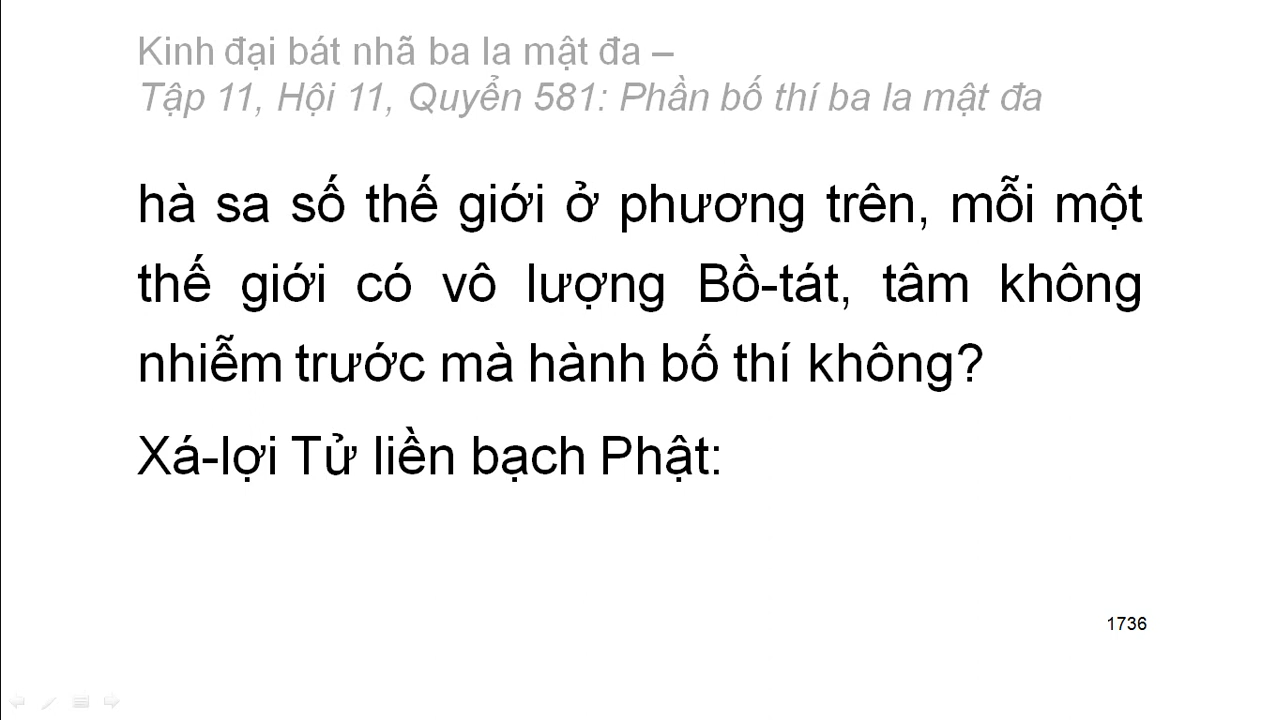 Kinh đại bát nhã ba la mật đa –
Tập 11, Hội 11, Quyển 581: Phần bố thí ba la mật đa
hà sa số thế giới ở phương trên, mỗi một
thế giới có vô lượng Bồ-tát, tâm không
nhiễm trước mà hành bố thí không?
Xá-lợi Tử liền bạch Phật:
1736